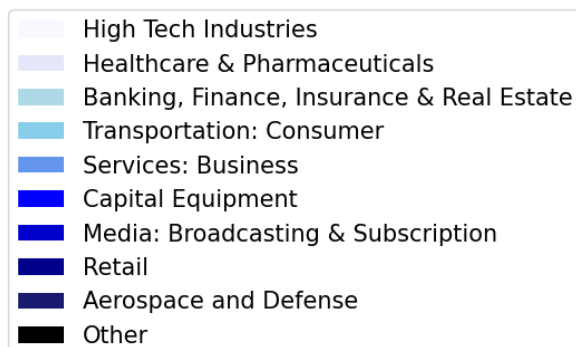 High Tech Industries
Healthcare & Pharmaceuticals
Banking, Finance, Insurance & Real Estate
Transportation: Consumer
Services: Business
Capital Equipment
Media: Broadcasting & Subscription
Retail
Aerospace and Defense
Other